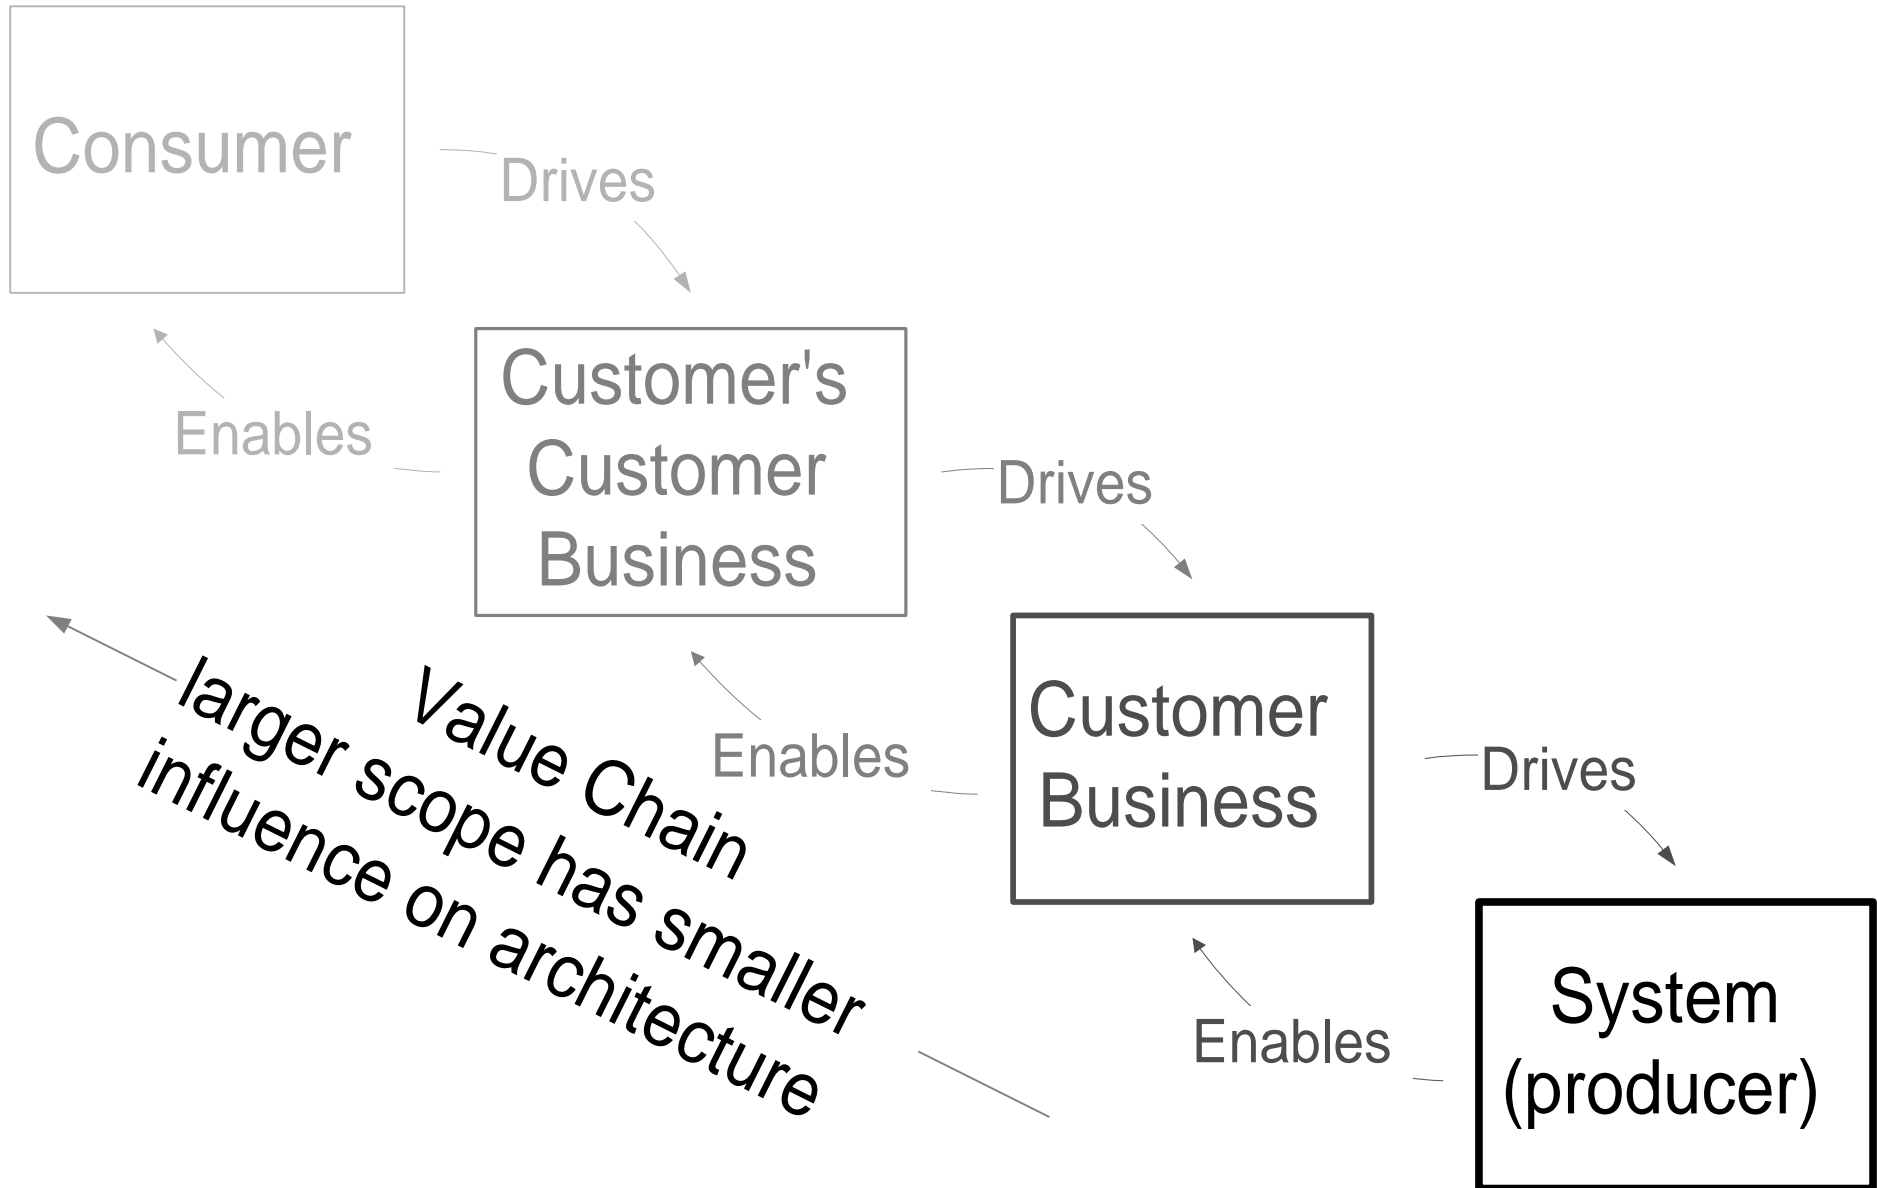 Consumer
Drives
Customer's
Customer
Business
Enables
Drives
Customer
Business
Enables
Drives
System
(producer)
Enables
Value Chain
larger scope has smaller
influence on architecture